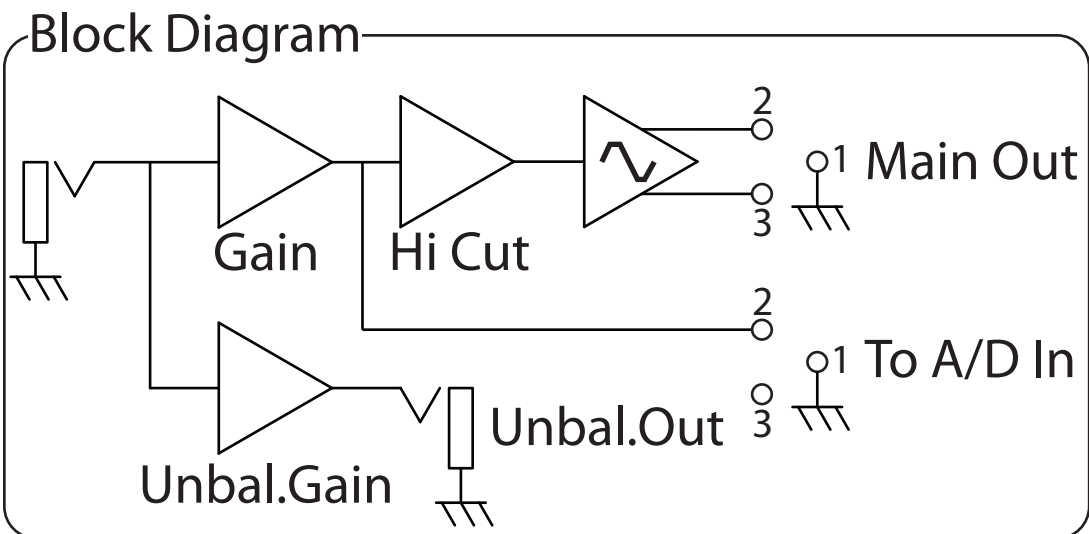 Block Diagram
2
1 Main Out
3
Gain
Hi Cut
2
1 To A/D In
3
Unbal.Out
Unbal.Gain